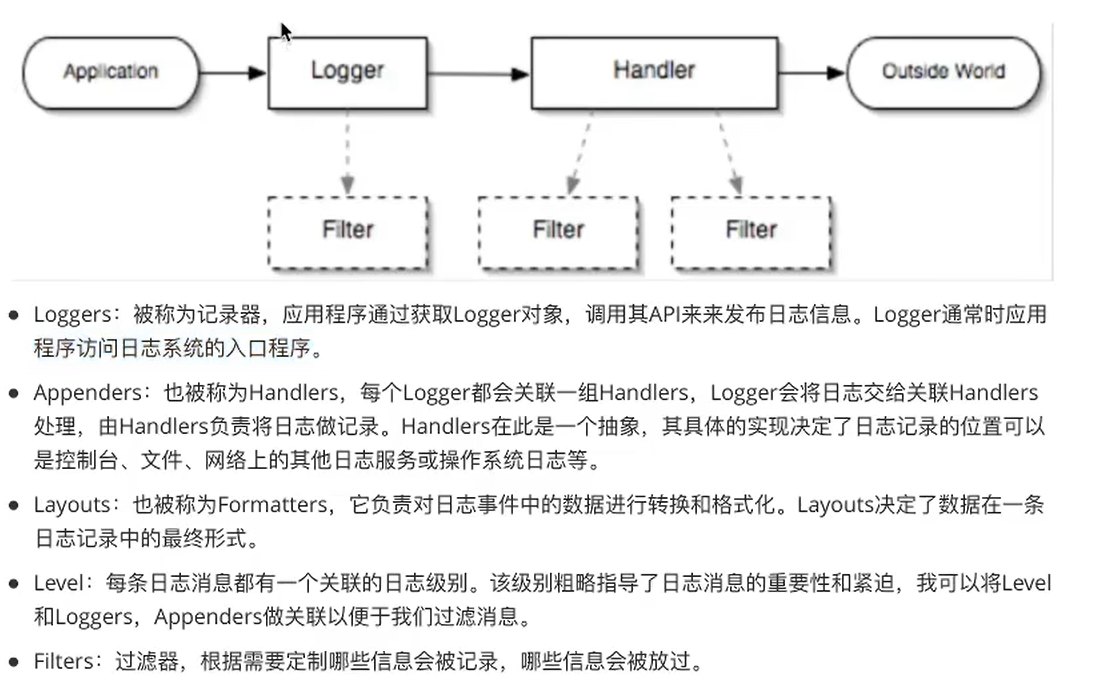 Application
Logger
Handler
Outside World
Filter
Filter
Filter
● Loggers：被称为记录器，应用程序通过获取Logger对象，调用其API来来发布日志信息。Logger通常时应用
程序访问日志系统的入口程序。
● Appenders：也被称为Handlers，每个Logger都会关联一组Handlers，Logger会将日志交给关联Handlers
处理，由Handlers负责将日志做记录。Handlers在此是一个抽象，其具体的实现决定了日志记录的位置可以
是控制台、文件、网络上的其他日志服务或操作系统日志等。
● Layouts：也被称为Formatters，它负责对日志事件中的数据进行转换和格式化。Layouts决定了数据在一条
日志记录中的最终形式。
● Level：每条日志消息都有一个关联的日志级别。该级别粗略指导了日志消息的重要性和紧迫，我可以将Level
和Loggers，Appenders做关联以便于我们过滤消息。
● Filters：过滤器，根据需要定制哪些信息会被记录，哪些信息会被放过。